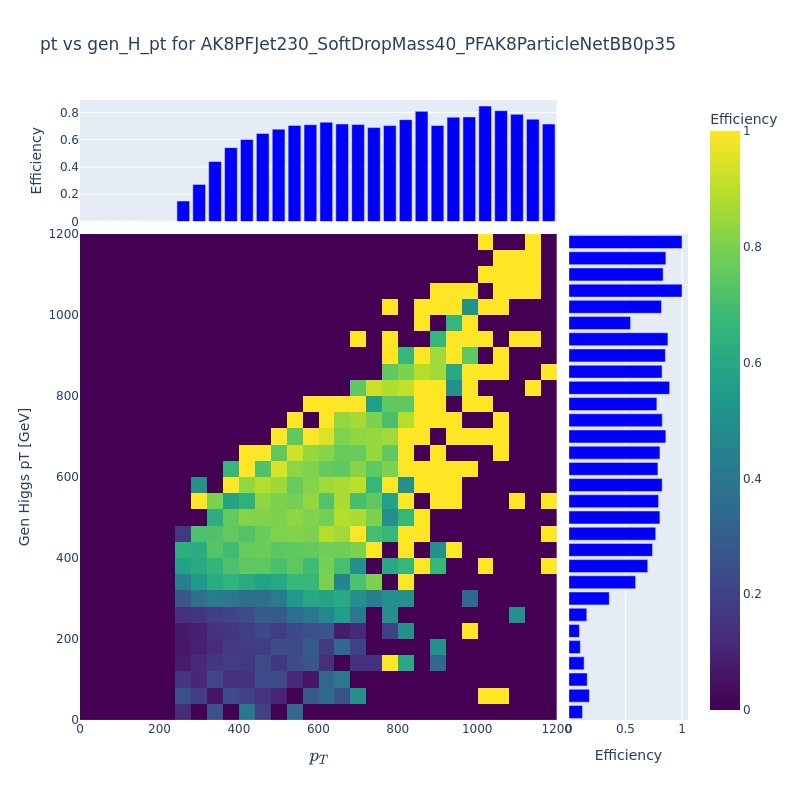 pt vs gen_H_pt for AK8PFJet230_SoftDropMass40_PFAK8ParticleNetBB0p35
Efficiency
0.8
0.6
0.4
0.2
0
Efficiency
1
0.8
0.6
0.4
0.2
0
Gen Higgs pT [GeV]
1200
1000
800
600
400
200
0
0 200 400 600 800 1000 1200
pT
0 0.5 1
Efficiency